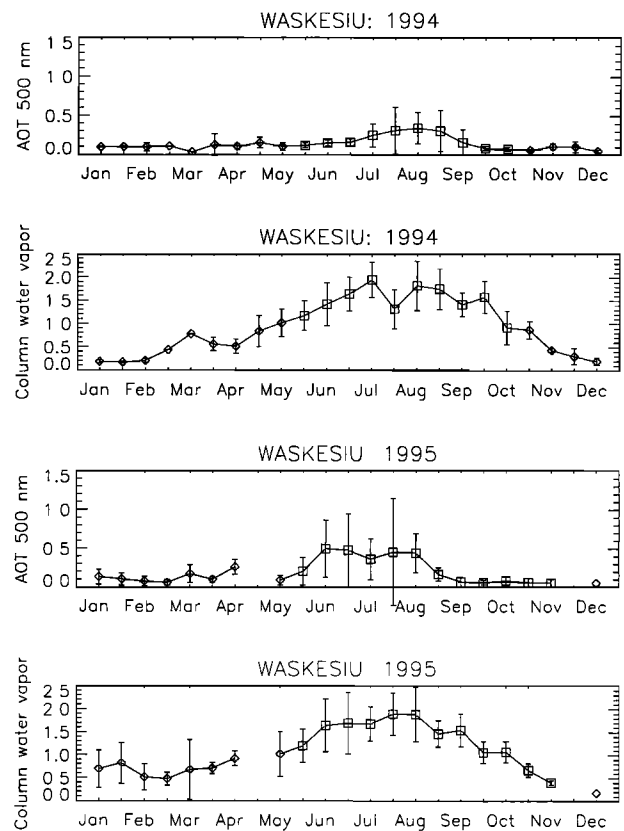 WASKESIU: 1994
AOT 500 nm
1 5
1 0
0.5
0.0
Jan Feb Mar Apr May Jun Jul Aug Sep Oct Nov Dec
WASKESIU: 1994
Column water vapor
2 5
2.0
1.5
1.0
0.5
0.0
Jan Feb Mar Apr May Jun Jul Aug Sep Oct Nov Dec
WASKESIU 1995
AOT 500 nm
1.5
1 0
0 5
0 0
Jan Feb Mar Apr May Jun Jul Aug Sep Oct Nov Dec
WASKESIU 1995
Column water vapor
2 5
2 0
1.5
1.0
0.5
0 0
Jan Feb Mar Apr May Jun Jul Aug Sep Oct Nov Dec